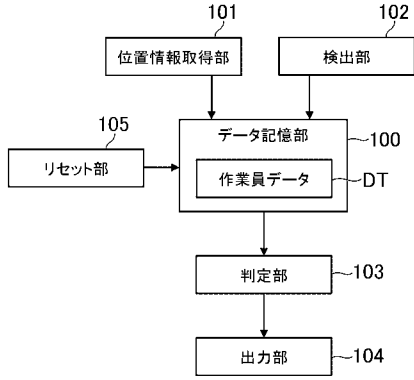 101
102
位置情報取得部
検出部
105
データ記憶部
100
リセット部
作業員データ
DT
判定部
103
出力部
104